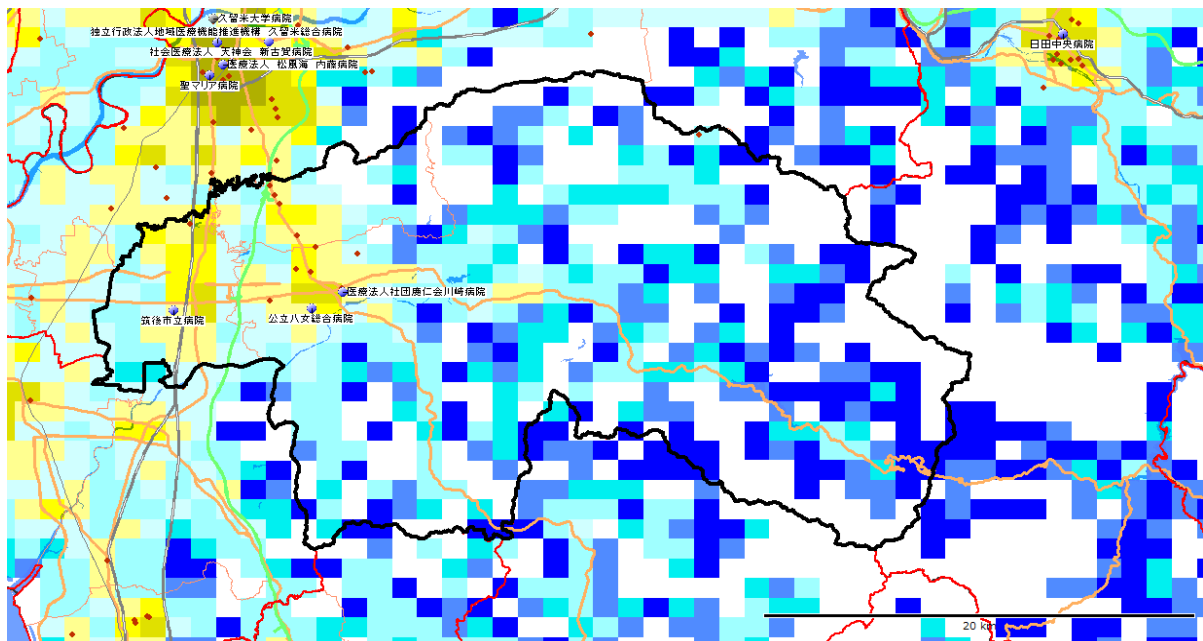 久留米大学病院
独立行政法人地域医療機能推進機構 久留米総合病院
社会医療法人 天神会 新古賀病院
医療法人 松風海 内藤病院
聖マリア病院
日田中央病院
医療法人社団慶仁会川﨑病院
筑後市立病院
公立八女総合病院
20 km